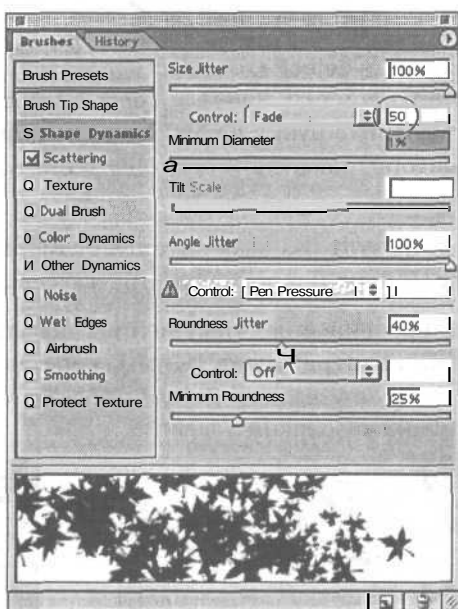 Brushes History
Brush Presets
Brush Tip Shape
S Shape Dynamics
Scattering
Q Texture
Q Dual Brush
0 Color Dynamics
И Other Dynamics
Q Noise
Q Wet Edges
Q Airbrush
Q Smoothing
Q Protect Texture
Size Jitter 100%
Control: Fade 50
Minimum Diameter 1%
a
Tilt Scale
Angle Jitter 100%
Control: [ Pen Pressure
Roundness Jitter 40%
Ч
Control: Off
Minimum Roundness 25%